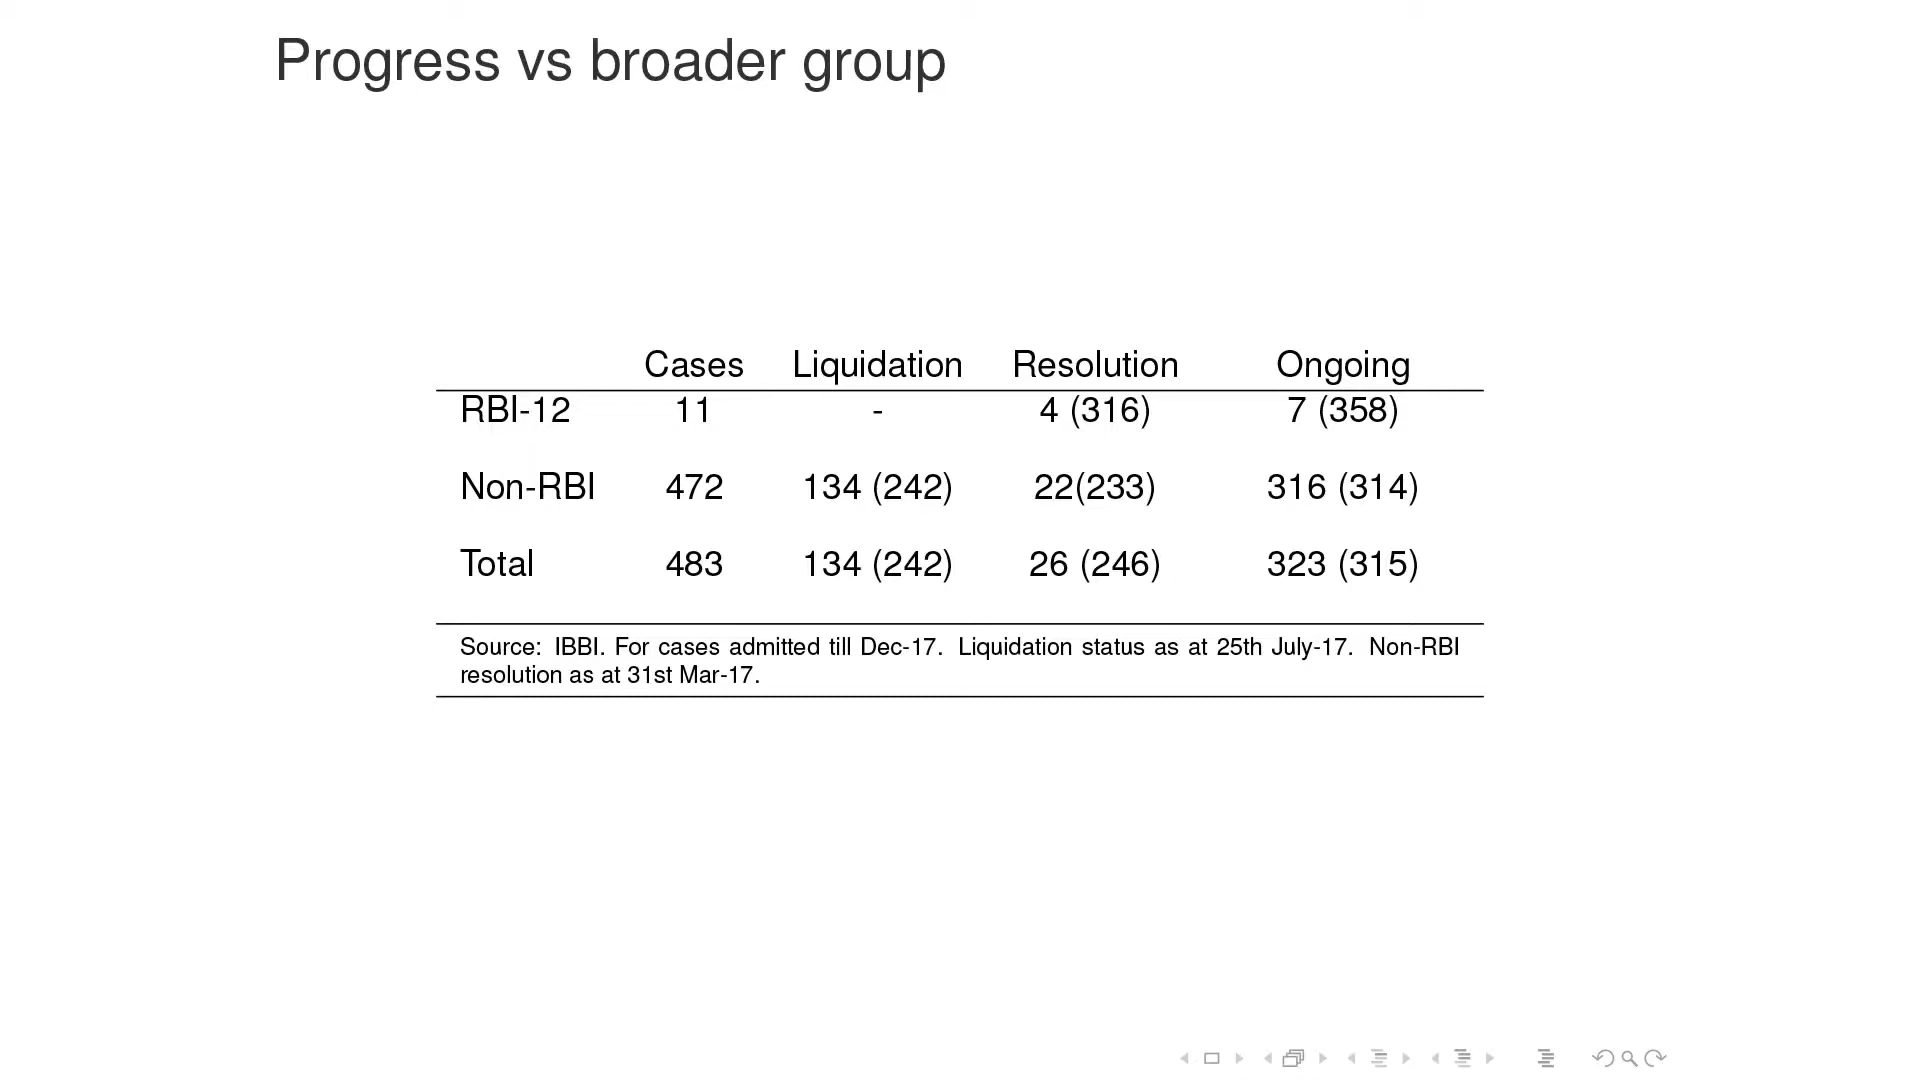 Progress vs broader group
Cases Liquidation Resolution Ongoing
RBI-12 11 - 4 (316) 7 (358)
Non-RBI 472 134 (242) 22(233) 316 (314)
Total 483 134 (242) 26 (246) 323 (315)
Source: IBBI. For cases admitted till Dec-17. Liquidation status as at 25th July-17. Non-RBI
resolution as at 31st Mar-17.